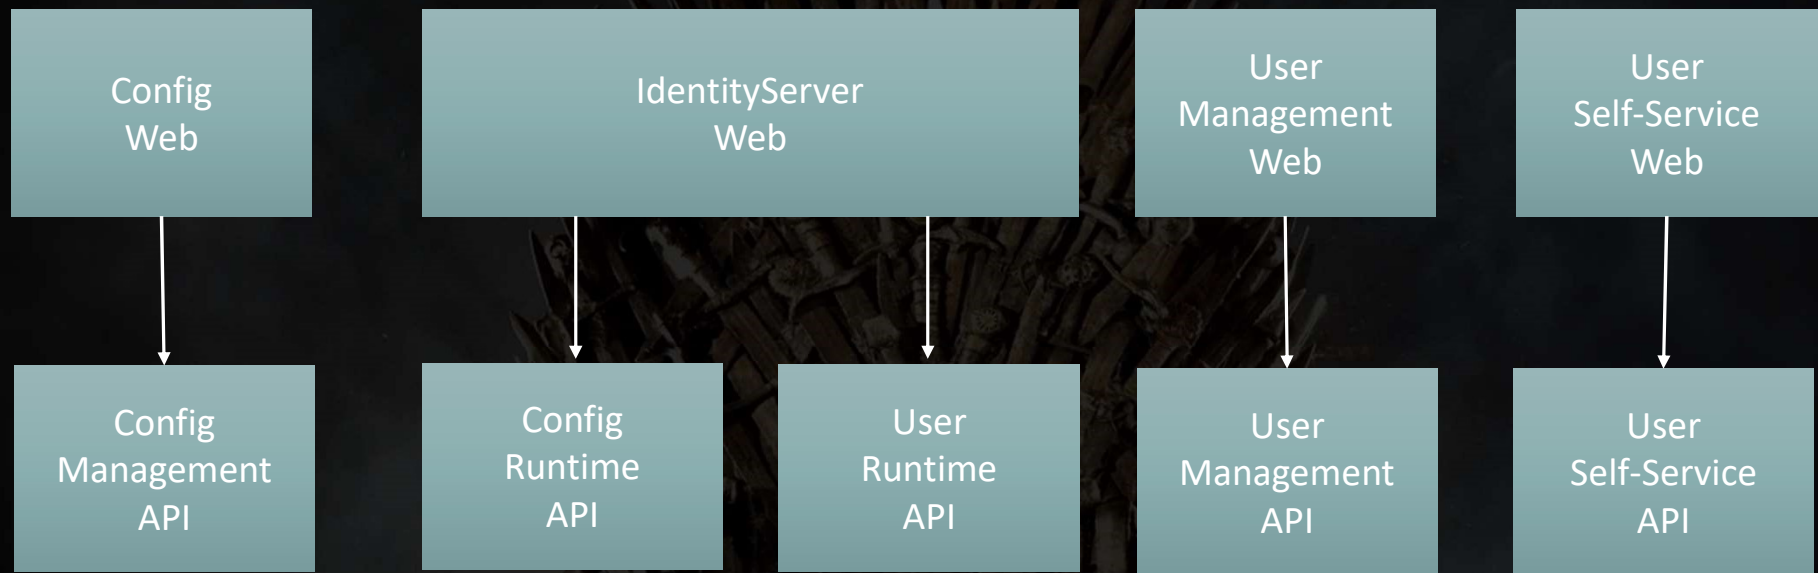 Config
Web
IdentityServer
Web
User
Management
Web
User
Self-Service
Web
Config
Management
API
Config
Runtime
API
User
Runtime
API
User
Management
API
User
Self-Service
API